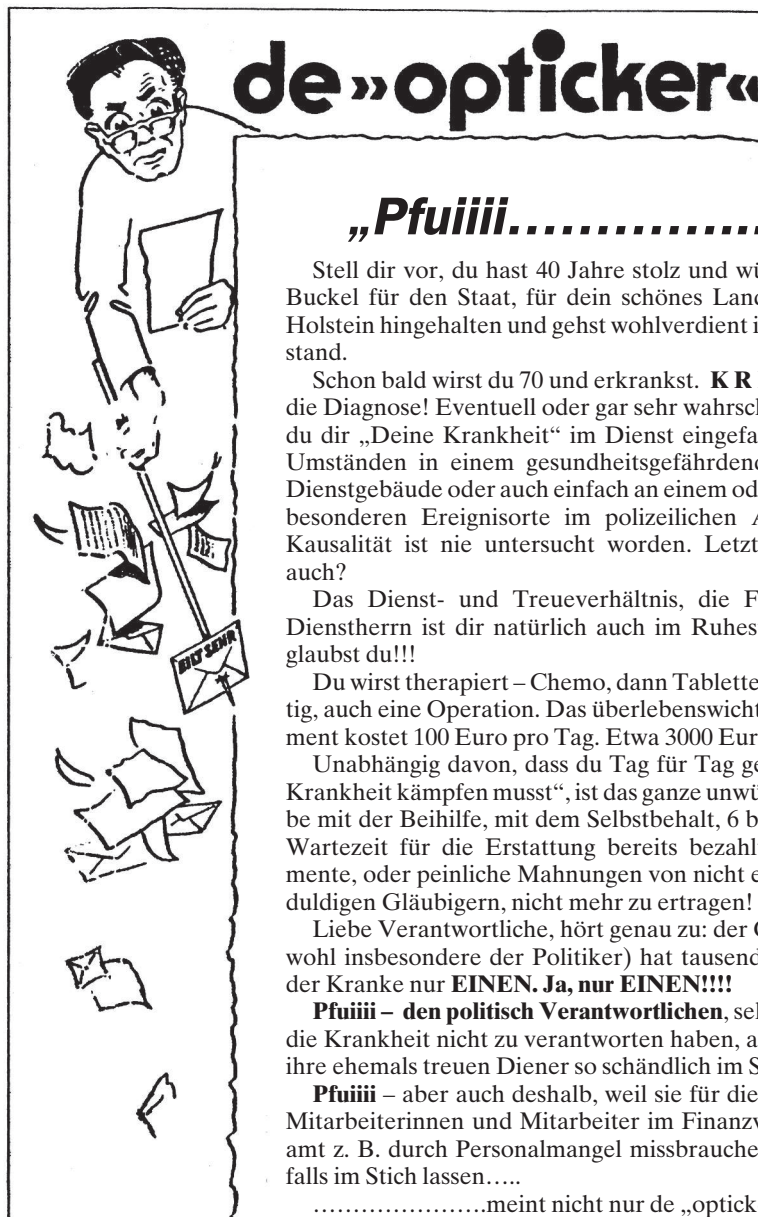 de »opticker«
„Pfuiiii……………
Stell dir vor, du hast 40 Jahre stolz und wü
Buckel für den Staat, für dein schönes Land
Holstein hingehalten und gehst wohlverdient i
stand.
Schon bald wirst du 70 und erkrankst. K R
die Diagnose! Eventuell oder gar sehr wahrsch
du dir „Deine Krankheit“ im Dienst eingefa
Umständen in einem gesundheitsgefährdend
Dienstgebäude oder auch einfach an einem od
besonderen Ereignisorte im polizeilichen A
Kausalität ist nie untersucht worden. Letzt
auch?
Das Dienst- und Treueverhältnis, die F
Dienstherrn ist dir natürlich auch im Ruhes
glaubst du!!!
Du wirst therapiert – Chemo, dann Tablette
tig, auch eine Operation. Das überlebenswicht
ment kostet 100 Euro pro Tag. Etwa 3000 Eur
Unabhängig davon, dass du Tag für Tag ge
Krankheit kämpfen musst“, ist das ganze unwü
be mit der Beihilfe, mit dem Selbstbehalt, 6 b
Wartezeit für die Erstattung bereits bezahl
mente, oder peinliche Mahnungen von nicht e
duldigen Gläubigern, nicht mehr zu ertragen!
Liebe Verantwortliche, hört genau zu: der G
wohl insbesondere der Politiker) hat tausend
der Kranke nur EINEN. Ja, nur EINEN!!!!
Pfuiiii – den politisch Verantwortlichen, sel
die Krankheit nicht zu verantworten haben, a
ihre ehemals treuen Diener so schändlich im S
Pfuiiii – aber auch deshalb, weil sie für die
Mitarbeiterinnen und Mitarbeiter im Finanzv
amt z. B. durch Personalmangel missbrauche
falls im Stich lassen…..
………………….meint nicht nur de „optick
EILT SEHR